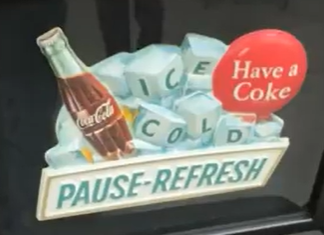 ICE
Have a
Coke
Coca-Cola
COLD
PAUSE-REFRESH